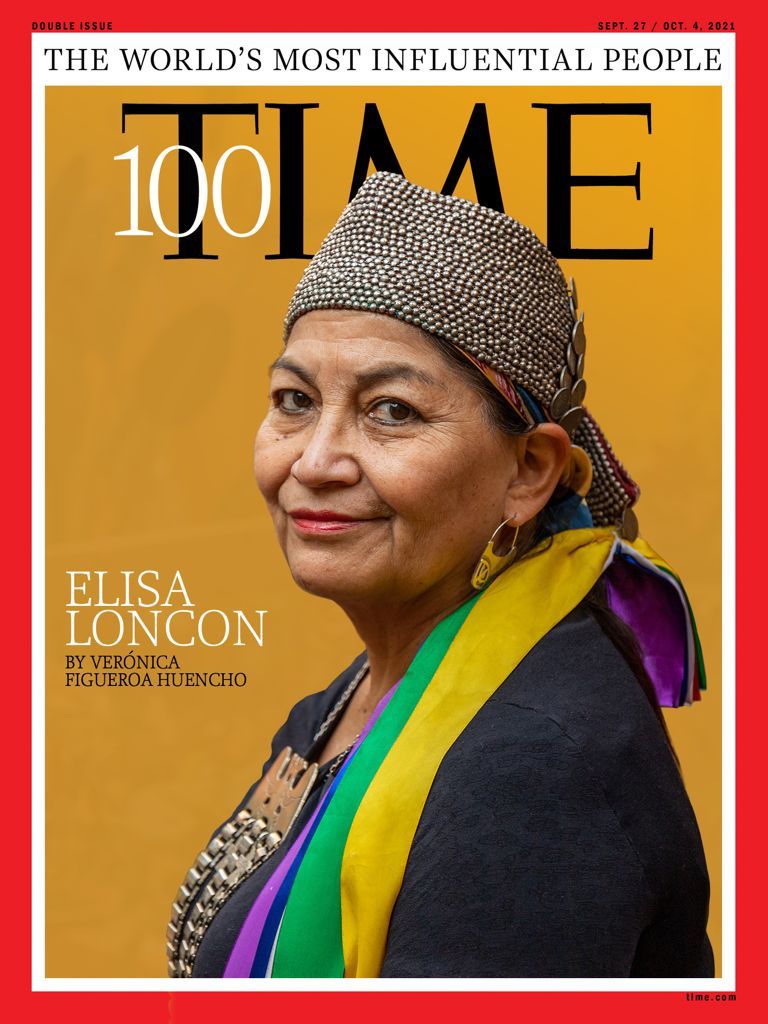 DOUBLE ISSUE
SEPT. 27 / OCT. 4, 2021
THE WORLD'S MOST INFLUENTIAL PEOPLE
TIME
100
ELISA
LONCON
BY VERÓNICA
FIGUEROA HUENCHO
time.com